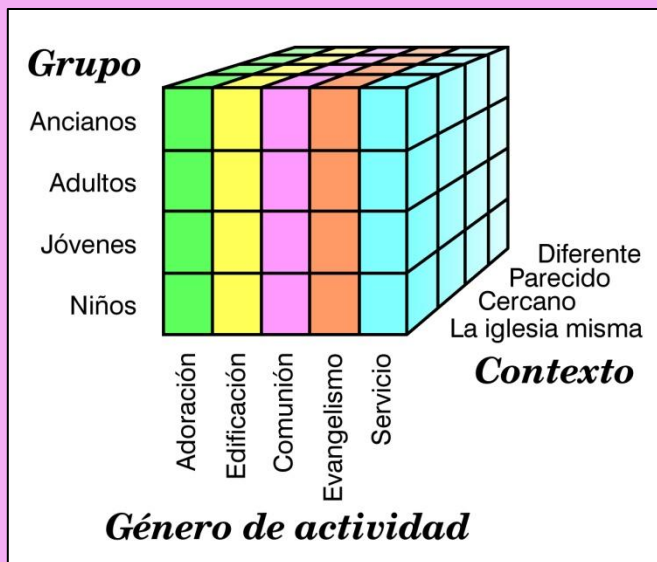 Grupo
Ancianos
Adultos
Jóvenes
Niños
Diferente
Parecido
Cercano
La iglesia misma
Contexto
Adoración
Edificación
Comunión
Evangelismo
Servicio
Género de actividad